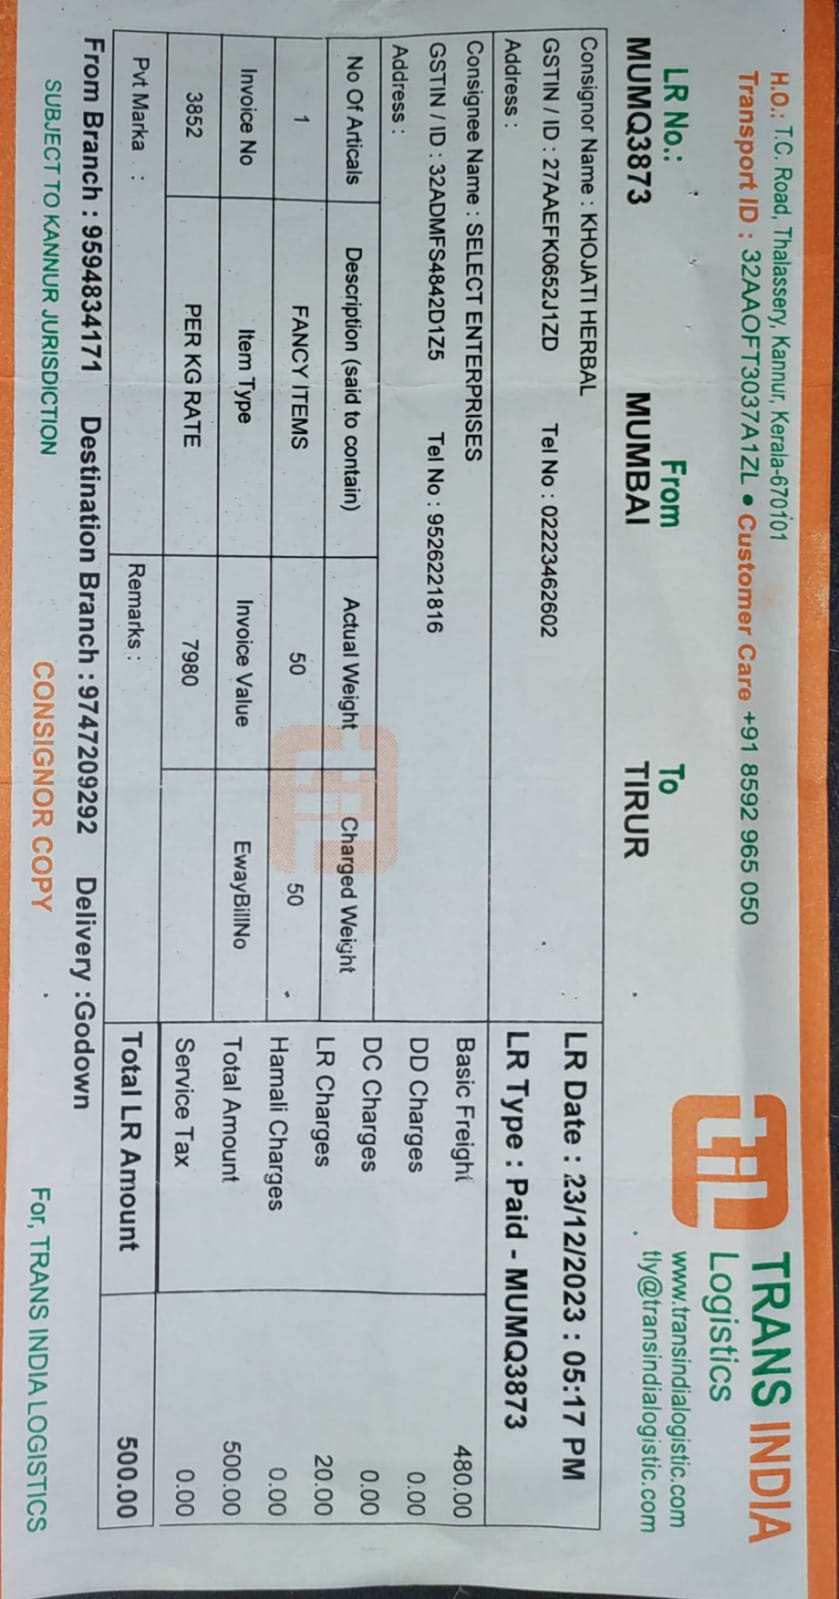 H.O.: T.C. Road, Thalassery, Kannur, Kerala-670101
Transport ID : 32AAOFT3037A1ZL • Customer Care +91 8592 965 050
til TRANS INDIA
Logistics
www.transindialogistic.com
tly@transindialogistic.com
LR No.: From To
MUMQ3873 MUMBAI TIRUR
Consignor Name : KHOJATI HERBAL
GSTIN / ID : 27AAEFK0652J1ZD Tel No : 02223462602
Address :
LR Date : 23/12/2023 : 05:17 PM
LR Type : Paid - MUMQ3873
Consignee Name : SELECT ENTERPRISES
GSTIN / ID : 32ADMFS4842D1Z5 Tel No : 9526221816
Address :
Basic Freight 480.00
DD Charges 0.00
DC Charges 0.00
LR Charges 20.00
Hamali Charges 0.00
Total Amount 500.00
Service Tax 0.00
Total LR Amount 500.00
No Of Articals Description (said to contain) Actual Weight Charged Weight
1 FANCY ITEMS 50 50
Invoice No Item Type Invoice Value EwayBillNo
3852 PER KG RATE 7980
Pvt Marka : Remarks :
From Branch : 9594834171 Destination Branch : 9747209292 Delivery :Godown
SUBJECT TO KANNUR JURISDICTION CONSIGNOR COPY For, TRANS INDIA LOGISTICS